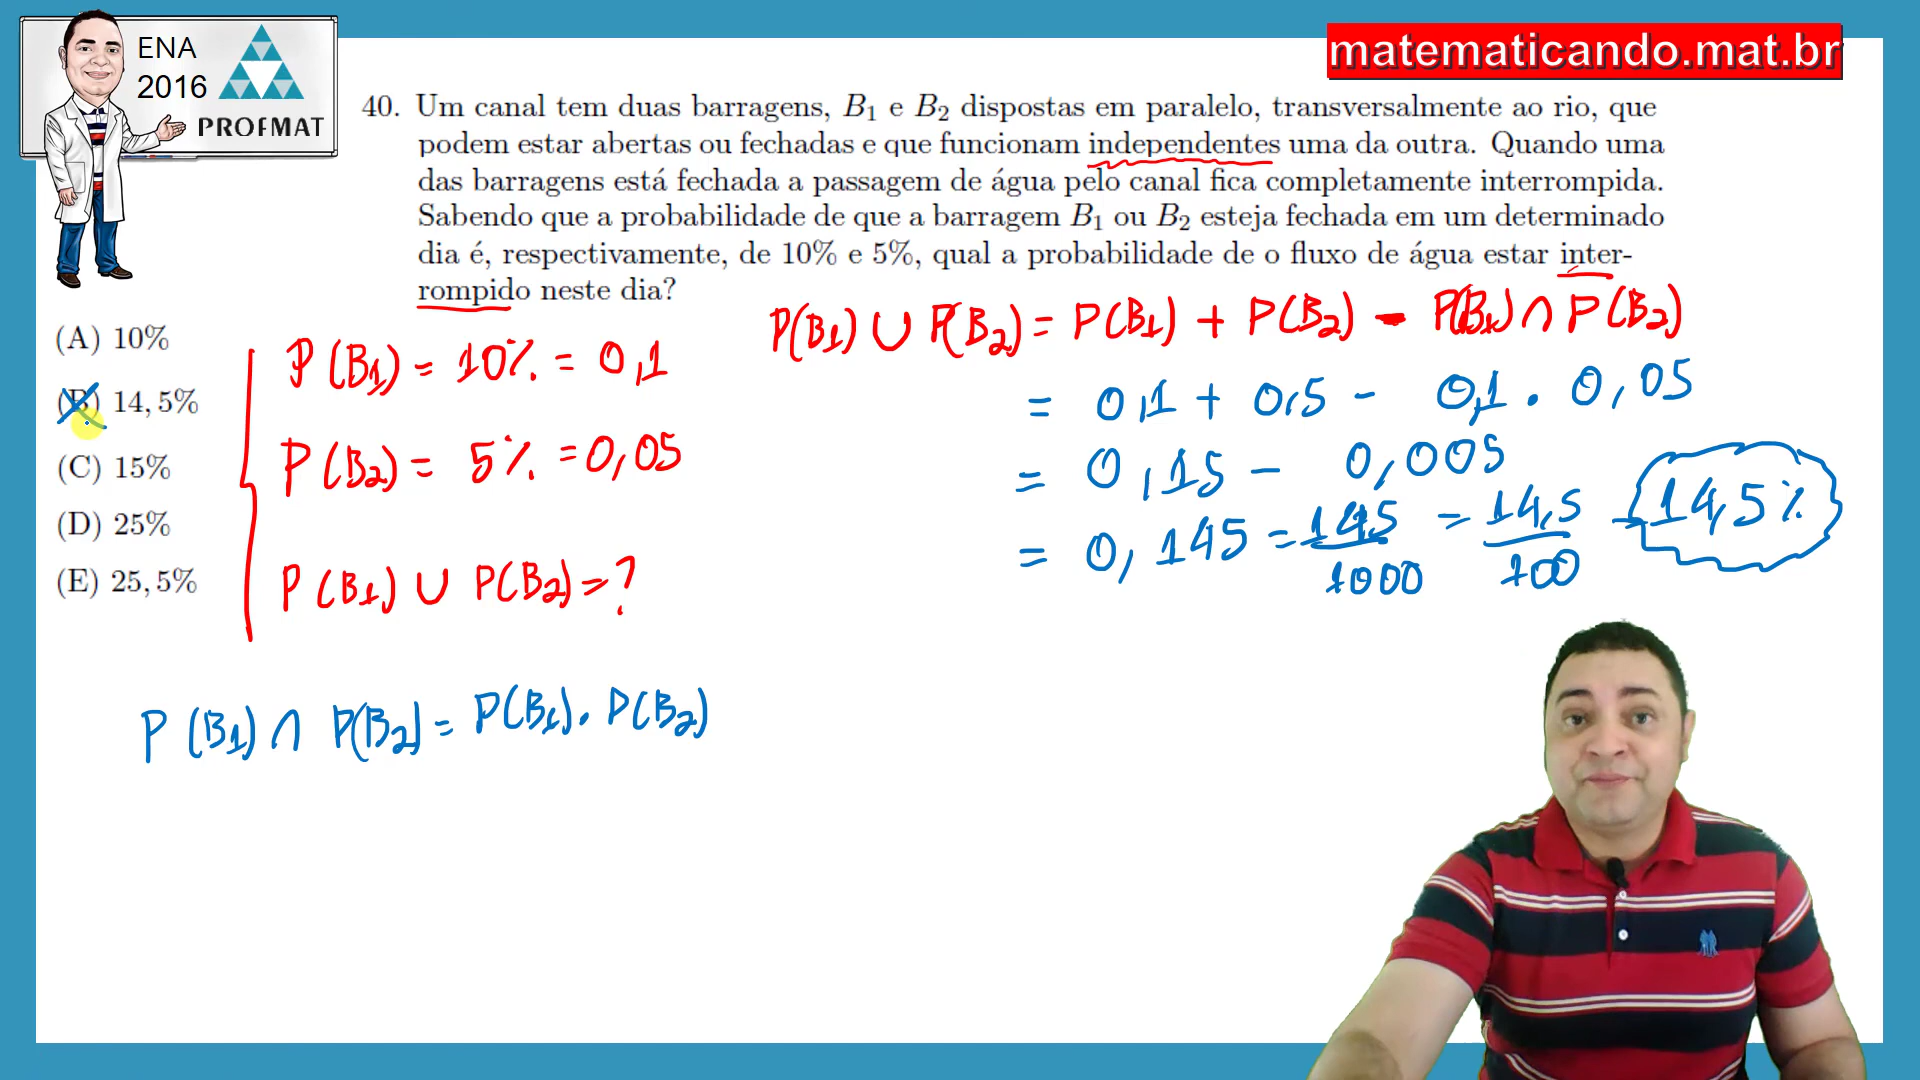 ENA
2016
PROFMAT
matematicando.mat.br
40. Um canal tem duas barragens, B₁ e B₂ dispostas em paralelo, transversalmente ao rio, que
podem estar abertas ou fechadas e que funcionam independentes uma da outra. Quando uma
das barragens está fechada a passagem de água pelo canal fica completamente interrompida.
Sabendo que a probabilidade de que a barragem B₁ ou B₂ esteja fechada em um determinado
dia é, respectivamente, de 10% e 5%, qual a probabilidade de o fluxo de água estar inter-
rompido neste dia?
(A) 10%
(B) 14,5%
(C) 15%
(D) 25%
(E) 25,5%
P(B₁) = 10% = 0,1
P(B₂) = 5% = 0,05
P(B₁) ∪ P(B₂) = ?
P(B₁) ∩ P(B₂) = P(B₁) . P(B₂)
P(B₁) ∪ P(B₂) = P(B₁) + P(B₂) - P(B₁) ∩ P(B₂)
= 0,1 + 0,5 - 0,1 . 0,05
= 0,15 - 0,005
= 0,145 = 145/1000 = 14,5/100 = 14,5%